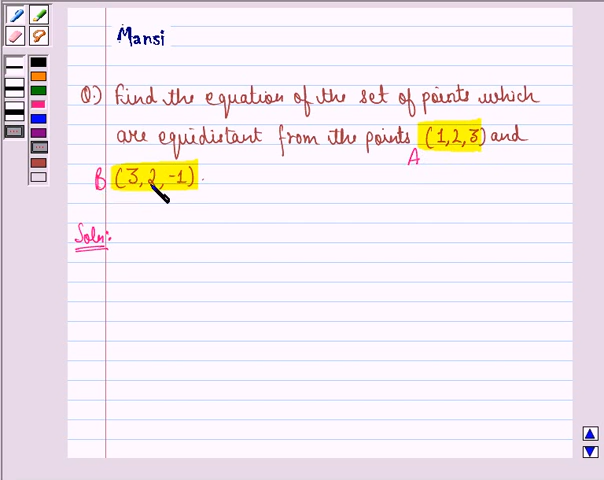 Mansi
Q.) Find the equation of the set of points which
are equidistant from the points (1,2,3) and
A
B (3,2,-1).
Soln: